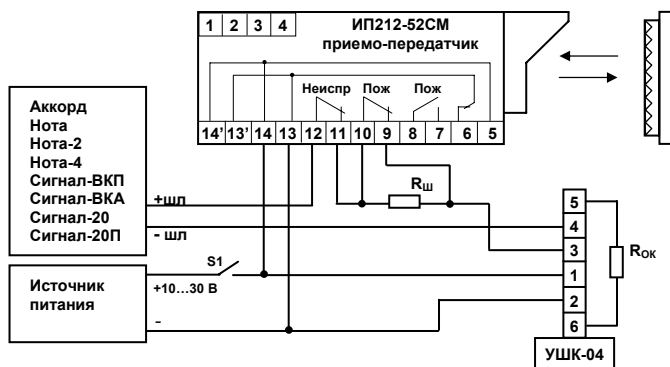 1 2 3 4
ИП212-52СМ
приемо-передатчик
Неиспр Пож Пож
14’ 13’ 14 13 12 11 10 9 8 7 6 5
Аккорд
Нота
Нота-2
Нота-4
Сигнал-ВКП
Сигнал-ВКА
Сигнал-20
Сигнал-20П
+шл
- шл
RШ
Источник
питания
S1
+10…30 В
-
5
4
3
1
2
6
RОК
УШК-04